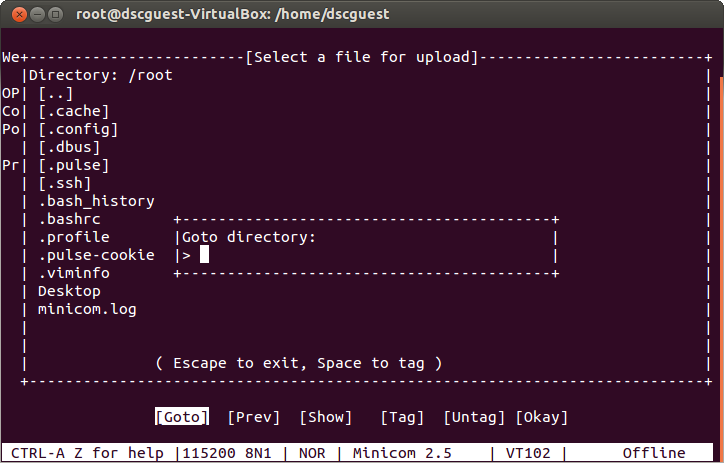 root@dscguest-VirtualBox: /home/dscguest
We+------------------------[Select a file for upload]-------------------------+
|Directory: /root |
OP| [..] |
Co| [.cache] |
Po| [.config] |
| [.dbus] |
Pr| [.pulse] |
| [.ssh] |
| .bash_history |
| .bashrc +-----------------------------------------+ |
| .profile |Goto directory: | |
| .pulse-cookie |> | |
| .viminfo +-----------------------------------------+ |
| Desktop |
| minicom.log |
| |
| |
| ( Escape to exit, Space to tag ) |
+---------------------------------------------------------------------------+
[Goto] [Prev] [Show] [Tag] [Untag] [Okay]
CTRL-A Z for help |115200 8N1 | NOR | Minicom 2.5 | VT102 | Offline